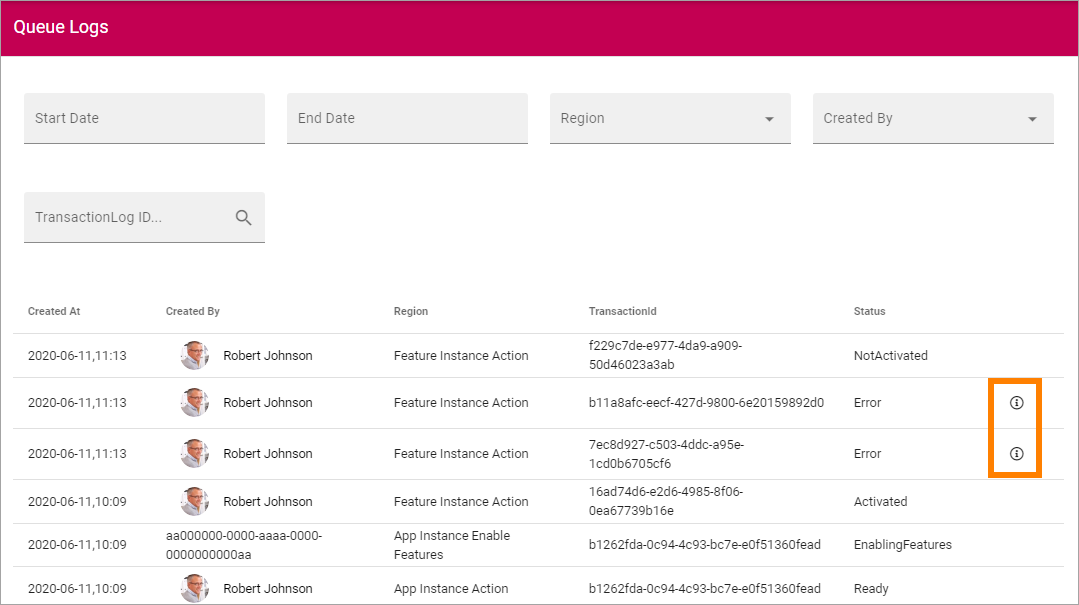 Queue Logs
Start Date
End Date
Region
Created By
TransactionLog ID...
Created At
Created By
Region
TransactionId
Status
2020-06-11,11:13
Robert Johnson
Feature Instance Action
f229c7de-e977-4da9-a909-
50d46023a3ab
NotActivated
2020-06-11,11:13
Robert Johnson
Feature Instance Action
b11a8afc-eecf-427d-9800-6e20159892d0
Error
2020-06-11,11:13
Robert Johnson
Feature Instance Action
7ec8d927-c503-4ddc-a95e-
1cd0b6705cf6
Error
2020-06-11,10:09
Robert Johnson
Feature Instance Action
16ad74d6-e2d6-4985-8f06-
0ea67739b16e
Activated
2020-06-11,10:09
aa000000-0000-aaaa-0000-
0000000000aa
App Instance Enable
Features
b1262fda-0c94-4c93-bc7e-e0f51360fead
EnablingFeatures
2020-06-11,10:09
Robert Johnson
App Instance Action
b1262fda-0c94-4c93-bc7e-e0f51360fead
Ready